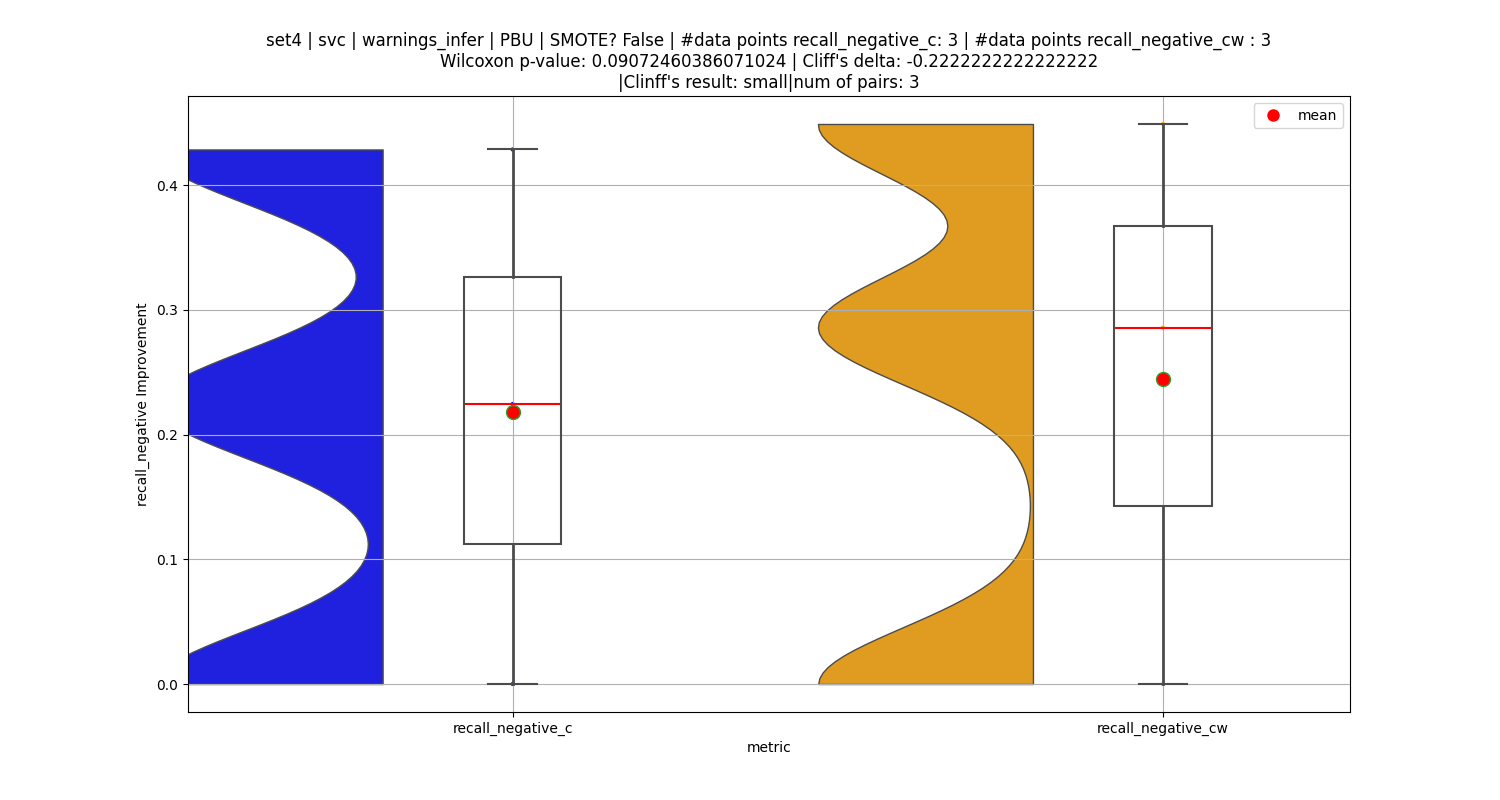 set4 | svc | warnings_infer | PBU | SMOTE? False | #data points recall_negative_c: 3 | #data points recall_negative_cw : 3
Wilcoxon p-value: 0.09072460386071024 | Cliff's delta: -0.2222222222222222
|Clinff's result: small|num of pairs: 3
mean
recall_negative Improvement
0.4
0.3
0.2
0.1
0.0
recall_negative_c
recall_negative_cw
metric